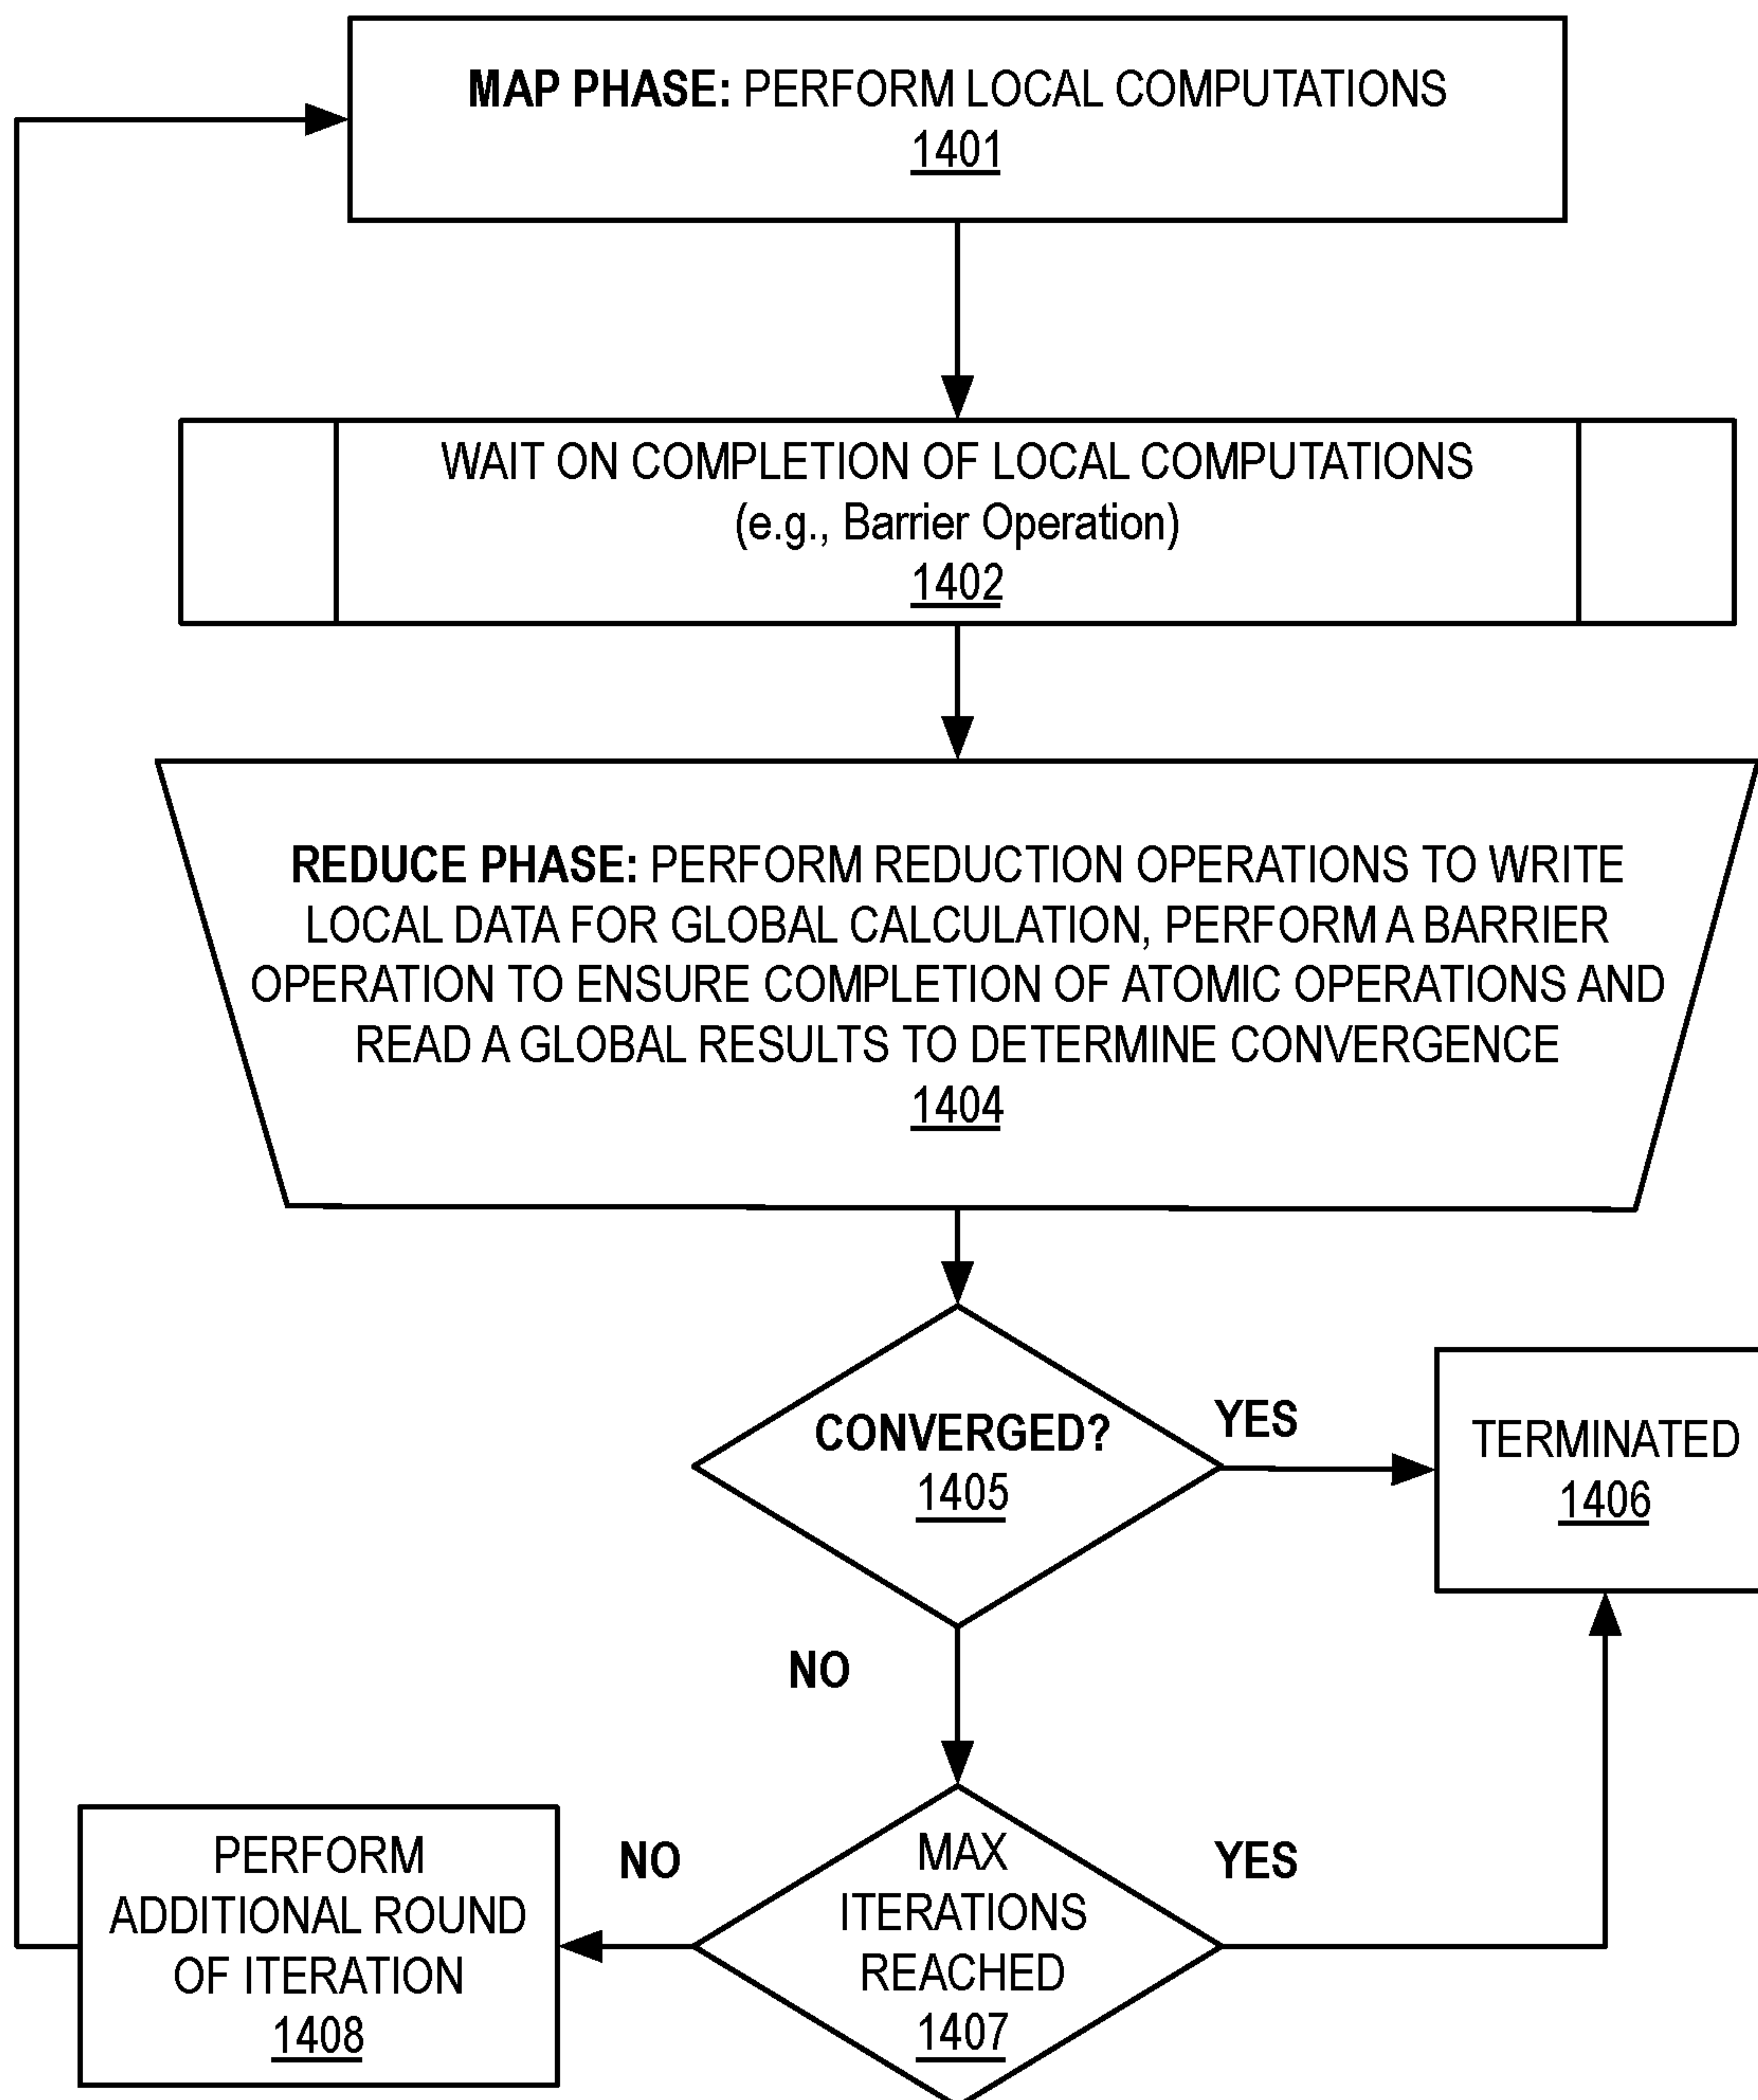 MAP PHASE: PERFORM LOCAL COMPUTATIONS
1401
WAIT ON COMPLETION OF LOCAL COMPUTATIONS
(e.g., Barrier Operation)
1402
REDUCE PHASE: PERFORM REDUCTION OPERATIONS TO WRITE
LOCAL DATA FOR GLOBAL CALCULATION, PERFORM A BARRIER
OPERATION TO ENSURE COMPLETION OF ATOMIC OPERATIONS AND
READ A GLOBAL RESULTS TO DETERMINE CONVERGENCE
1404
CONVERGED?
1405
YES
TERMINATED
1406
NO
MAX
ITERATIONS
REACHED
1407
YES
NO
PERFORM
ADDITIONAL ROUND
OF ITERATION
1408